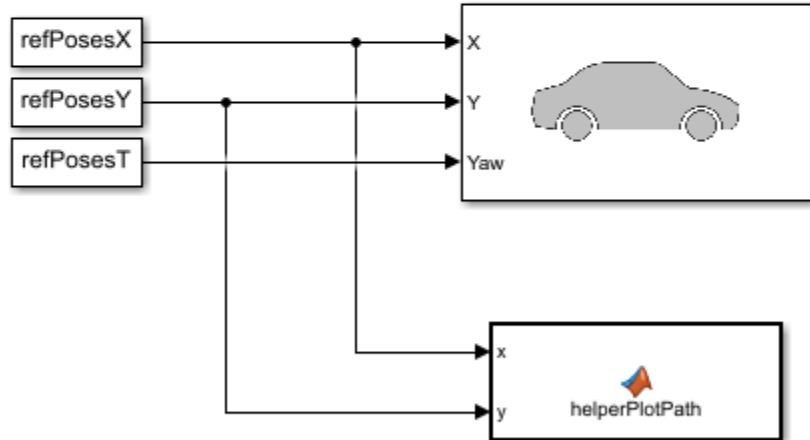 refPosesX
X
refPosesY
Y
refPosesT
Yaw
x
helperPlotPath
y